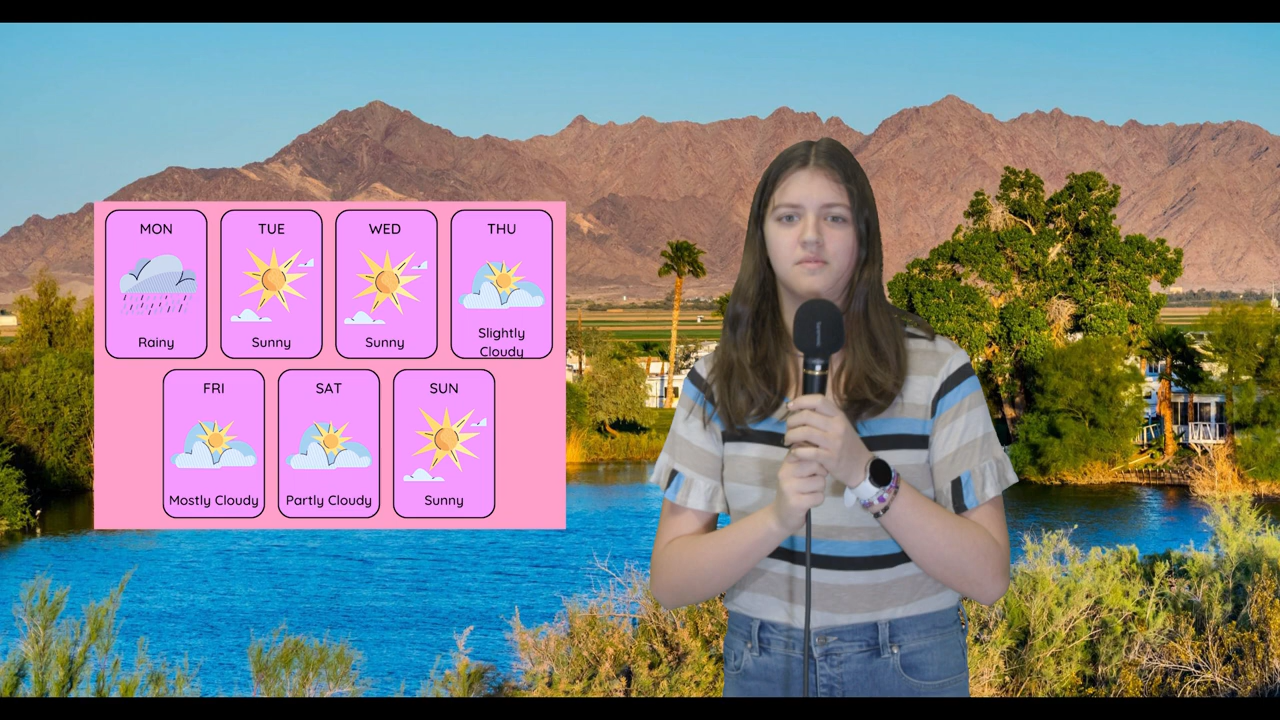 MON
Rainy
TUE
Sunny
WED
Sunny
THU
Slightly
Cloudy
FRI
Mostly Cloudy
SAT
Partly Cloudy
SUN
Sunny